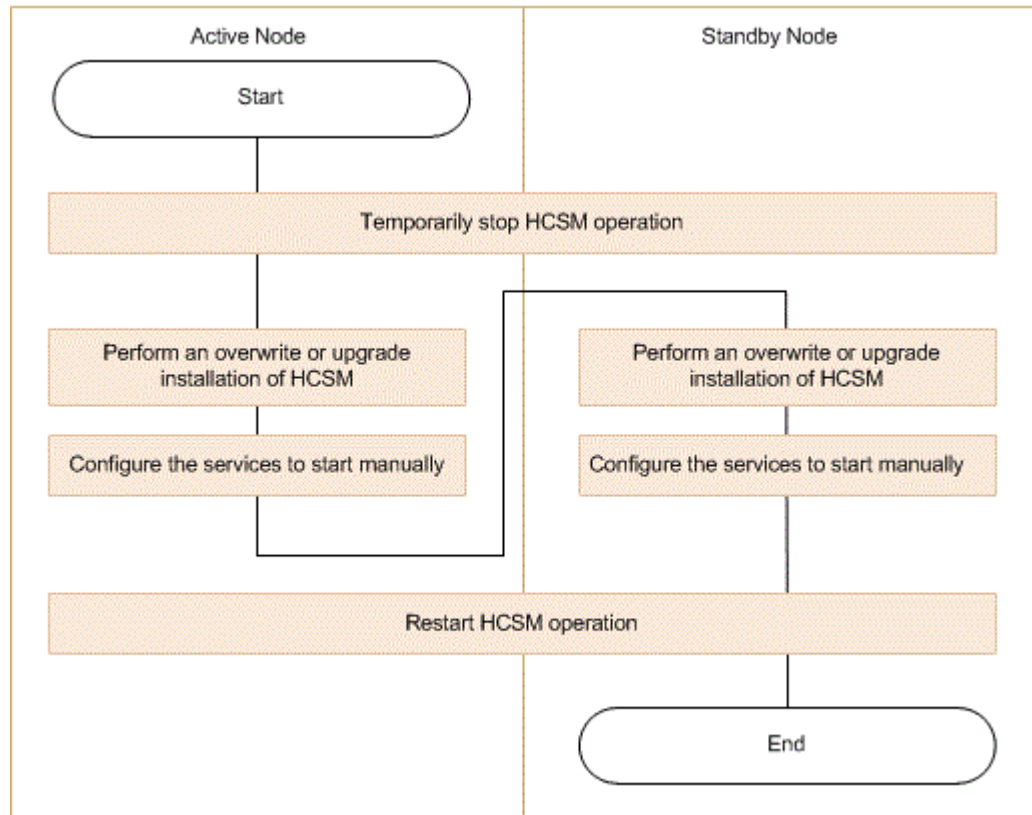 Active Node
Standby Node
Start
Temporarily stop HCSM operation
Perform an overwrite or upgrade
installation of HCSM
Configure the services to start manually
Perform an overwrite or upgrade
installation of HCSM
Configure the services to start manually
Restart HCSM operation
End